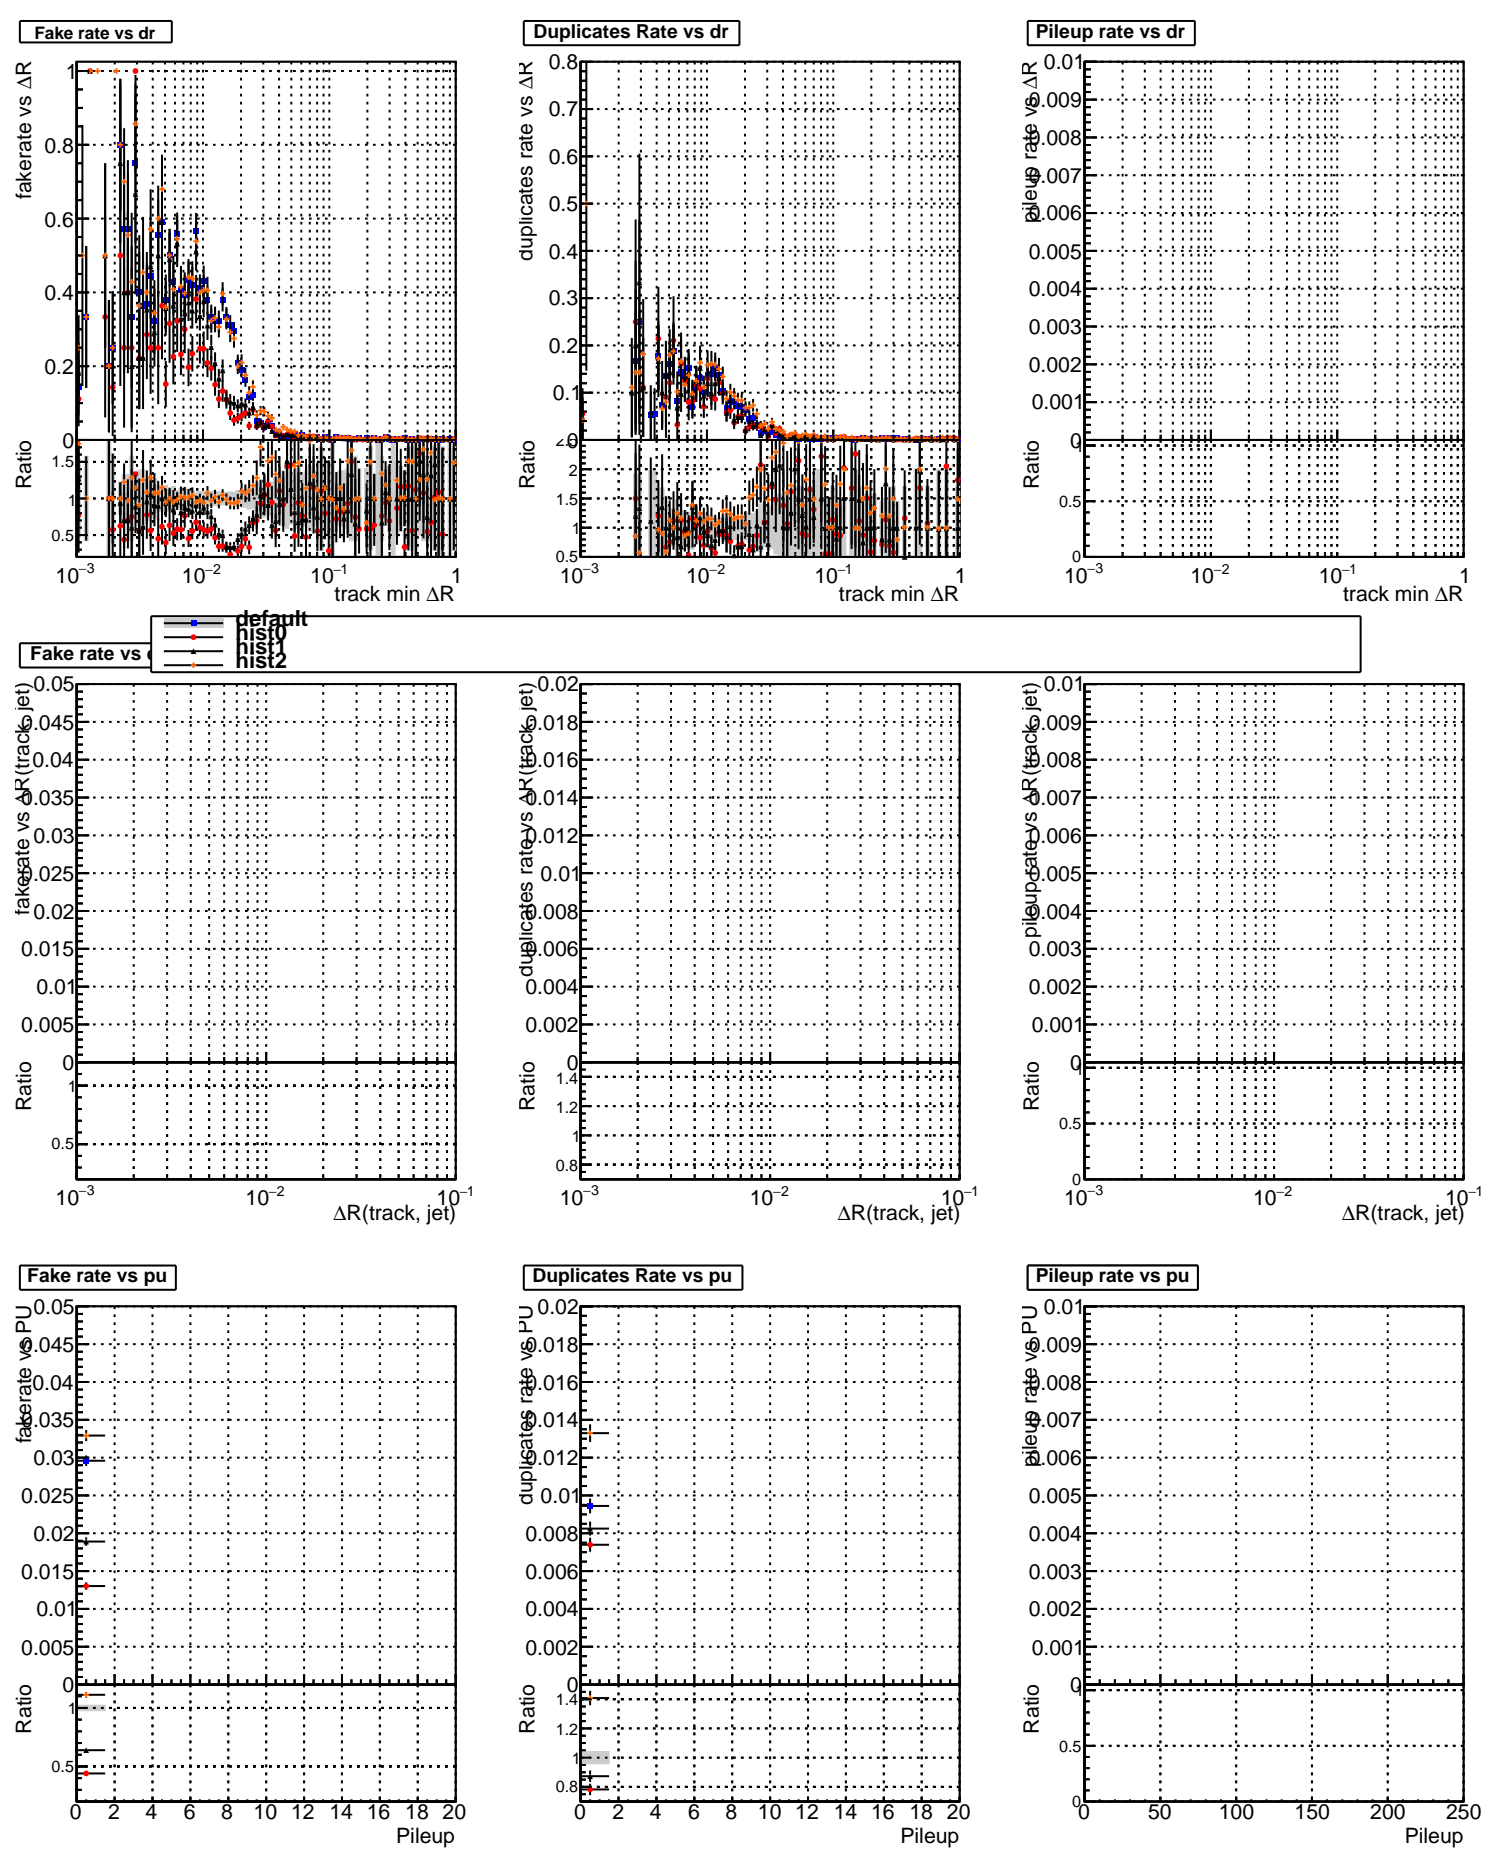 Fake rate vs dr
Duplicates Rate vs dr
Pileup rate vs dr
fakerate vs ΔR
1
0.8
0.6
0.4
0.2
0
Ratio
1.5
1
0.5
10⁻³ 10⁻² 10⁻¹ 1
track min ΔR
duplicates rate vs ΔR
0.8
0.7
0.6
0.5
0.4
0.3
0.2
0.1
0
Ratio
2
1.5
1
0.5
10⁻³ 10⁻² 10⁻¹ 1
track min ΔR
pileup rate vs ΔR
0.01
0.009
0.008
0.007
0.006
0.005
0.004
0.003
0.002
0.001
0
Ratio
1
0.5
0
10⁻³ 10⁻² 10⁻¹ 1
track min ΔR
default
hist0
hist1
hist2
Fake rate vs
fakerate vs ΔR(track, jet)
0.05
0.045
0.04
0.035
0.03
0.025
0.02
0.015
0.01
0.005
0
Ratio
1
0.5
10⁻³ 10⁻² 10⁻¹
ΔR(track, jet)
duplicates rate vs ΔR(track, jet)
0.02
0.018
0.016
0.014
0.012
0.01
0.008
0.006
0.004
0.002
0
Ratio
1.4
1.2
1
0.8
10⁻³ 10⁻² 10⁻¹
ΔR(track, jet)
pileup rate vs ΔR(track, jet)
0.01
0.009
0.008
0.007
0.006
0.005
0.004
0.003
0.002
0.001
0
Ratio
1
0.5
0
10⁻³ 10⁻² 10⁻¹
ΔR(track, jet)
Fake rate vs pu
Duplicates Rate vs pu
Pileup rate vs pu
fakerate vs PU
0.05
0.045
0.04
0.035
0.03
0.025
0.02
0.015
0.01
0.005
0
Ratio
1
0.5
0 2 4 6 8 10 12 14 16 18 20
Pileup
duplicates rate vs PU
0.02
0.018
0.016
0.014
0.012
0.01
0.008
0.006
0.004
0.002
0
Ratio
1.4
1.2
1
0.8
0 2 4 6 8 10 12 14 16 18 20
Pileup
pileup rate vs PU
0.01
0.009
0.008
0.007
0.006
0.005
0.004
0.003
0.002
0.001
0
Ratio
1
0.5
0
0 50 100 150 200 250
Pileup